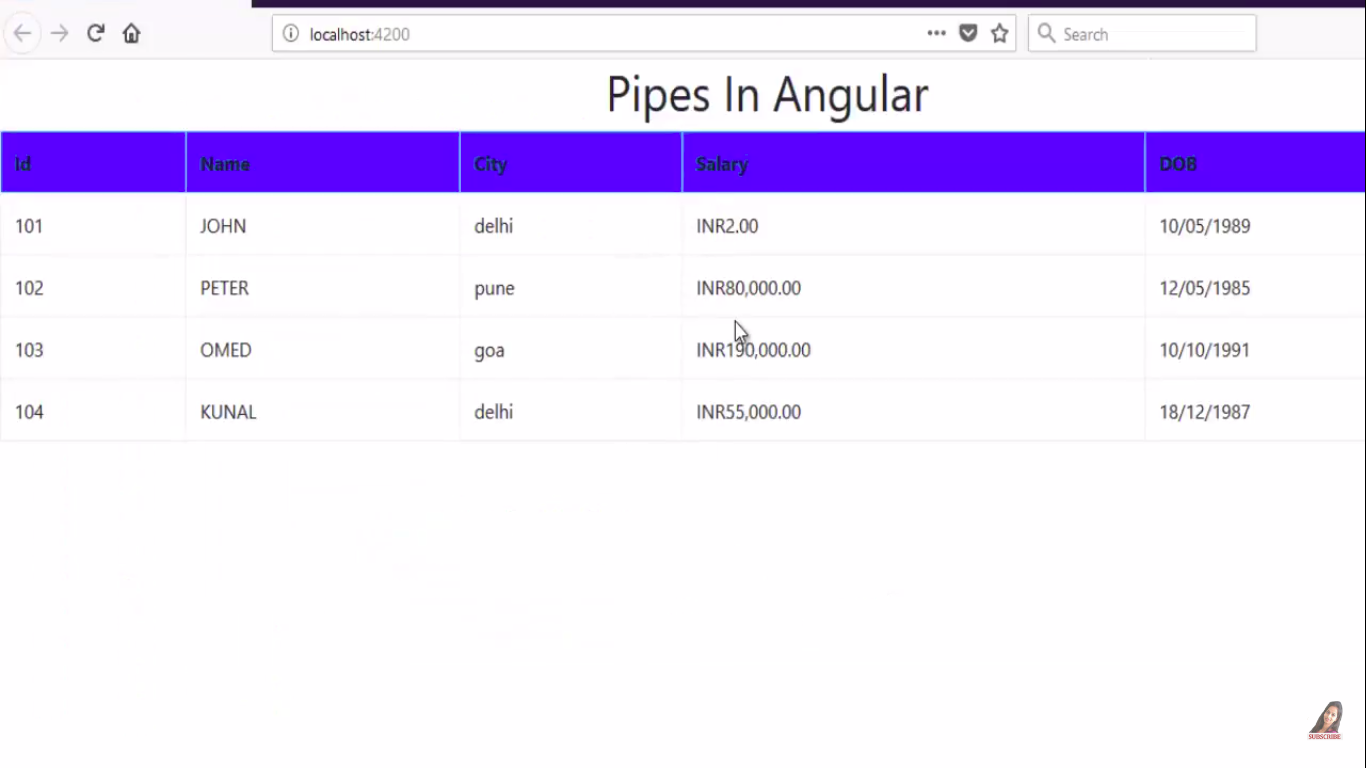 localhost:4200
Search
Pipes In Angular
Id Name City Salary DOB
101 JOHN delhi INR2.00 10/05/1989
102 PETER pune INR80,000.00 12/05/1985
103 OMED goa INR190,000.00 10/10/1991
104 KUNAL delhi INR55,000.00 18/12/1987
SUBSCRIBE